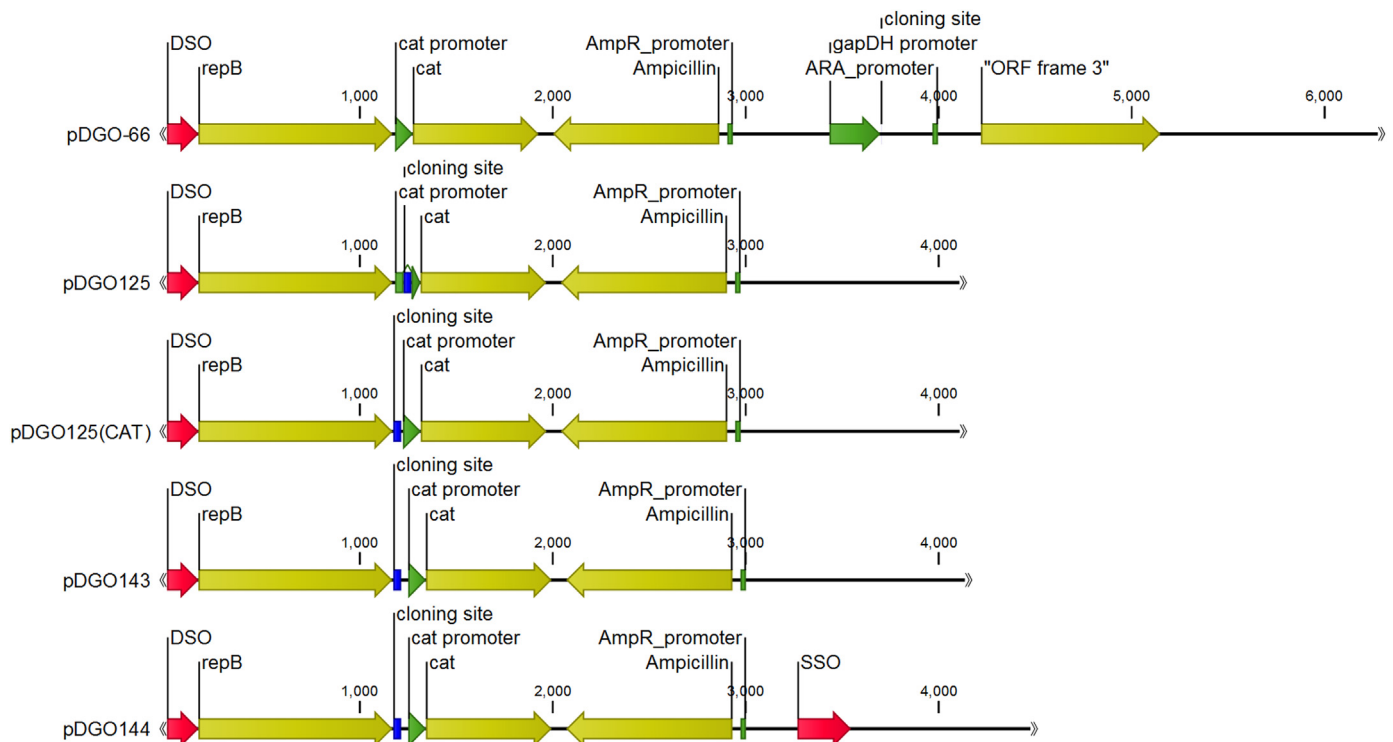 cloning site
DSO cat promoter AmpR_promoter gapDH promoter
repB cat Ampicillin ARA_promoter "ORF frame 3"
1,000 2,000 3,000 4,000 5,000 6,000
pDGO-66
cloning site
DSO cat promoter AmpR_promoter
repB cat Ampicillin
1,000 2,000 3,000 4,000
pDGO125
cloning site
DSO cat promoter AmpR_promoter
repB cat Ampicillin
1,000 2,000 3,000 4,000
pDGO125(CAT)
cloning site
DSO cat promoter AmpR_promoter
repB cat Ampicillin
1,000 2,000 3,000 4,000
pDGO143
cloning site
DSO cat promoter AmpR_promoter
repB cat Ampicillin SSO
1,000 2,000 3,000 4,000
pDGO144